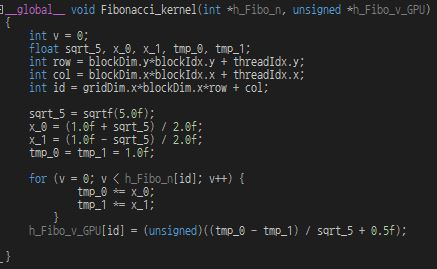 __global__ void Fibonacci_kernel(int *h_Fibo_n, unsigned *h_Fibo_v_GPU)
{
    int v = 0;
    float sqrt_5, x_0, x_1, tmp_0, tmp_1;
    int row = blockDim.y*blockIdx.y + threadIdx.y;
    int col = blockDim.x*blockIdx.x + threadIdx.x;
    int id = gridDim.x*blockDim.x*row + col;

    sqrt_5 = sqrtf(5.0f);
    x_0 = (1.0f + sqrt_5) / 2.0f;
    x_1 = (1.0f - sqrt_5) / 2.0f;
    tmp_0 = tmp_1 = 1.0f;

    for (v = 0; v < h_Fibo_n[id]; v++) {
            tmp_0 *= x_0;
            tmp_1 *= x_1;
        }
    h_Fibo_v_GPU[id] = (unsigned)((tmp_0 - tmp_1) / sqrt_5 + 0.5f);

}